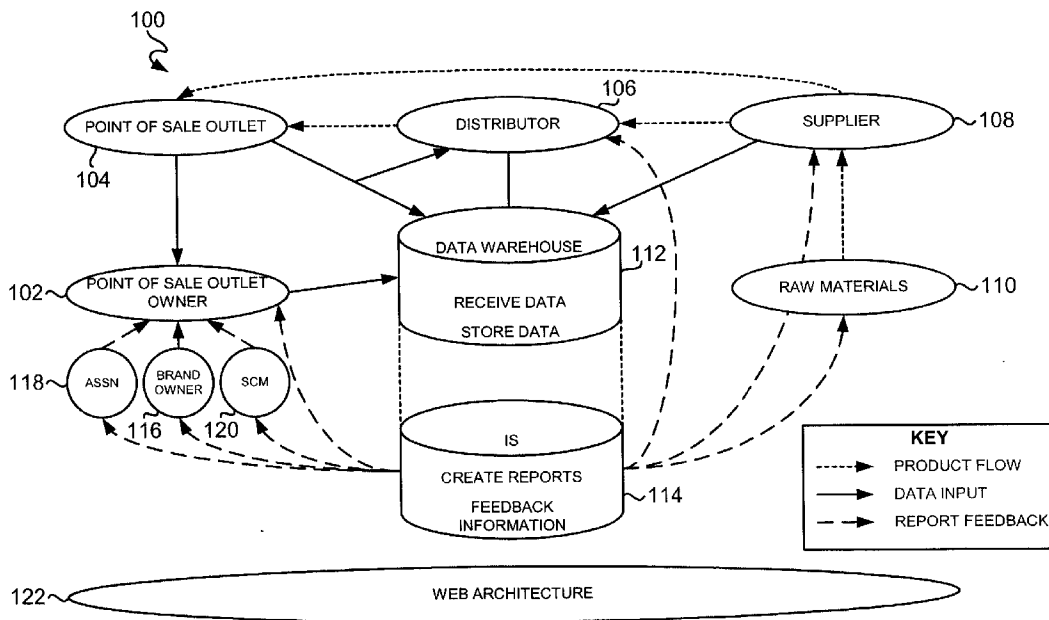 100
106
POINT OF SALE OUTLET
DISTRIBUTOR
SUPPLIER
108
104
DATA WAREHOUSE
112
102
POINT OF SALE OUTLET
OWNER
RECEIVE DATA
RAW MATERIALS
110
STORE DATA
118
ASSN
BRAND
OWNER
SCM
116
120
IS
KEY
CREATE REPORTS
PRODUCT FLOW
114
FEEDBACK
INFORMATION
DATA INPUT
REPORT FEEDBACK
122
WEB ARCHITECTURE